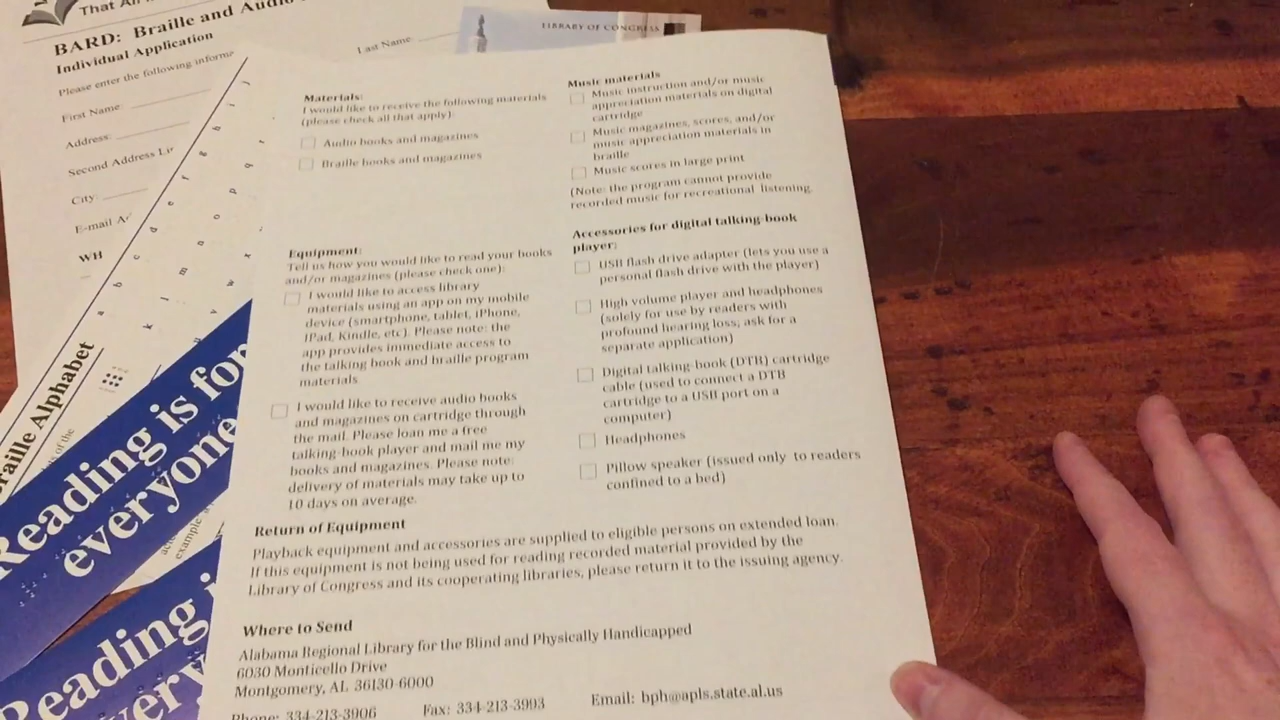 That All
BARD: Braille and Audio
Individual Application
Please enter the following
First Name:
Last Name
Address:
Second Address
City:
WH
LIBRARY OF CONGRESS
a b c d e f g h i j
k l m n o p q
Braille Alphabet
Reading is for
everyone
Reading
Materials:
I would like to receive the following materials
(please check all that apply):
Audio books and magazines
Braille books and magazines
Equipment:
Tell us how you would like to read your books
and/or magazines (please check one):
I would like to access library
materials using an app on my mobile
device (smartphone, tablet, iPhone,
iPad, Kindle, etc). Please note: the
app provides immediate access to
the talking book and braille program
materials
I would like to receive audio books
and magazines on cartridge through
the mail. Please loan me a free
talking-book player and mail me my
books and magazines. Please note:
delivery of materials may take up to
10 days on average.
Music materials
Music instruction and/or music
appreciation materials on digital
cartridge
Music magazines, scores, and/or
music appreciation materials in
braille
Music scores in large print
(Note: the program cannot provide
recorded music for recreational listening.
Accessories for digital talking-book
player:
USB flash drive adapter (lets you use a
personal flash drive with the player)
High volume player and headphones
(solely for use by readers with
profound hearing loss; ask for a
separate application)
Digital talking-book (DTB) cartridge
cable (used to connect a DTB
cartridge to a USB port on a
computer)
Headphones
Pillow speaker (issued only to readers
confined to a bed)
Return of Equipment
Playback equipment and accessories are supplied to eligible persons on extended loan.
If this equipment is not being used for reading recorded material provided by the
Library of Congress and its cooperating libraries, please return it to the issuing agency.
Where to Send
Alabama Regional Library for the Blind and Physically Handicapped
6030 Monticello Drive
Montgomery, AL 36130-6000
Phone: 334-213-3906 Fax: 334-213-3993 Email: bph@apls.state.al.us